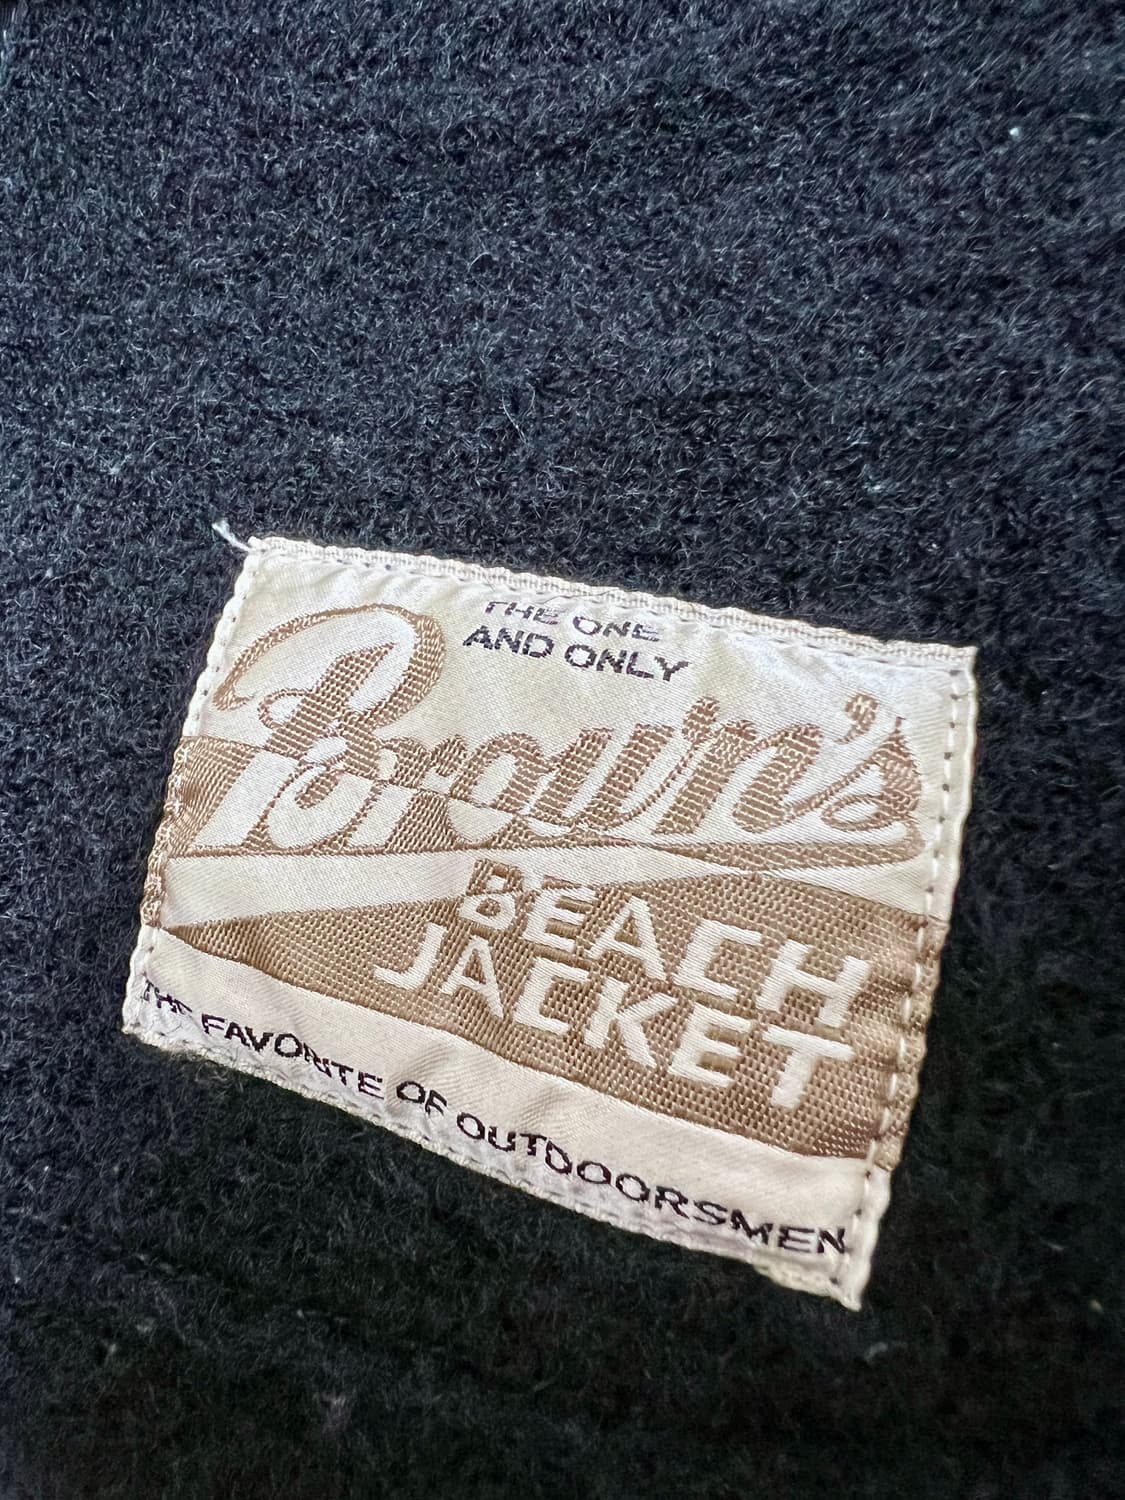 THE ONE
AND ONLY
Brown's
BEACH
JACKET
THE FAVORITE OF OUTDOORSMEN